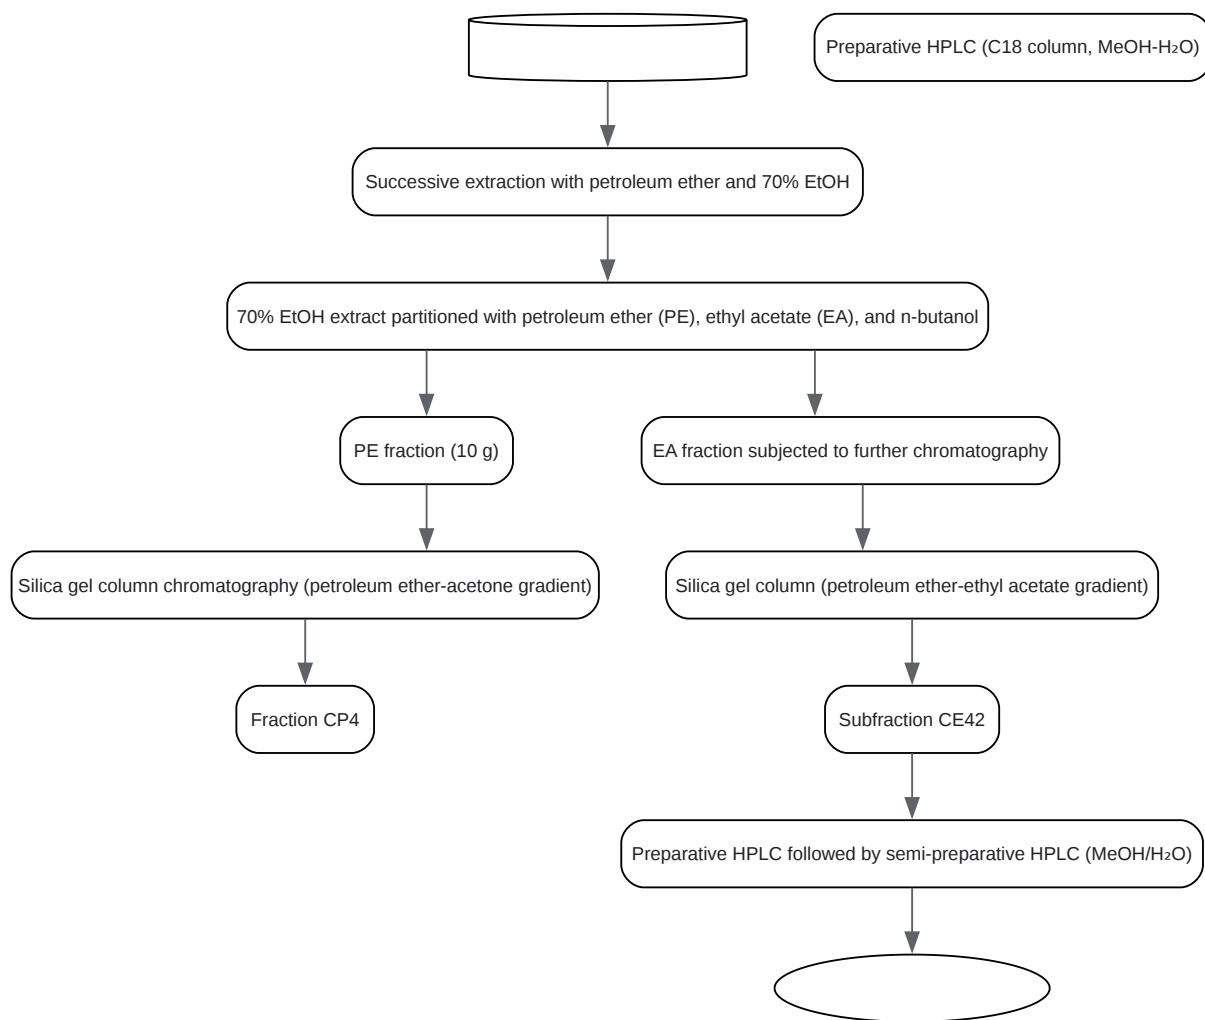 Preparative HPLC (C18 column, MeOH-H₂O)
Successive extraction with petroleum ether and 70% EtOH
70% EtOH extract partitioned with petroleum ether (PE), ethyl acetate (EA), and n-butanol
PE fraction (10 g)
EA fraction subjected to further chromatography
Silica gel column chromatography (petroleum ether-acetone gradient)
Silica gel column (petroleum ether-ethyl acetate gradient)
Fraction CP4
Subfraction CE42
Preparative HPLC followed by semi-preparative HPLC (MeOH/H₂O)